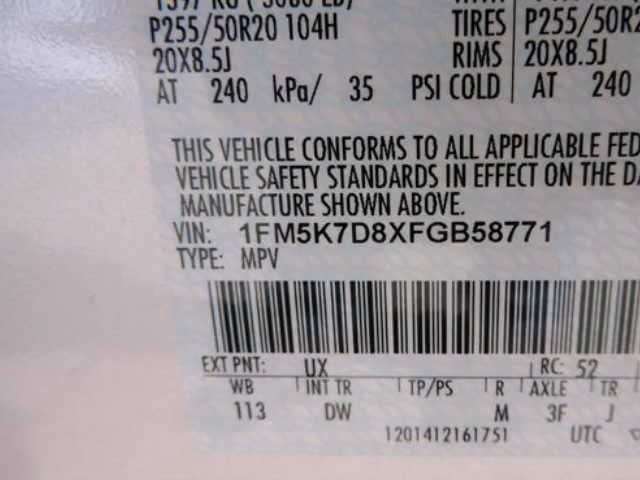 P255/50R20 104H TIRES P255/50R2
20X8.5J RIMS 20X8.5J
AT 240 kPa/ 35 PSI COLD AT 240
THIS VEHICLE CONFORMS TO ALL APPLICABLE FED
VEHICLE SAFETY STANDARDS IN EFFECT ON THE DA
MANUFACTURE SHOWN ABOVE.
VIN: 1FM5K7D8XFGB58771
TYPE: MPV
EXT PNT: UX RC: 52
WB INT TR TP/PS R AXLE TR
113 DW M 3F J
1201412161751 UTC